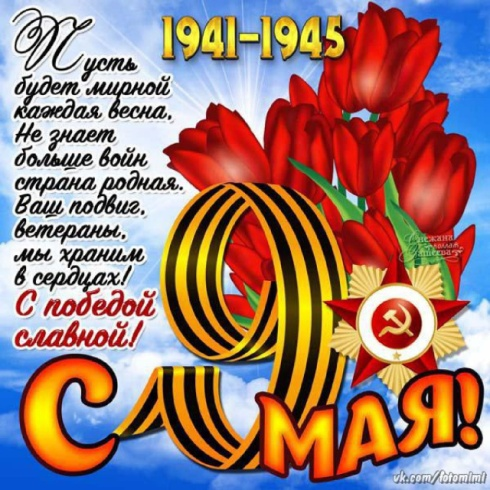 1941-1945
Пусть
будет мирной
каждая весна,
Не знает
больше войн
страна родная.
Ваш подвиг,
ветераны,
мы храним
в сердцах!
С победой
славной!
С 9 МАЯ!
vk.com/fotomimi